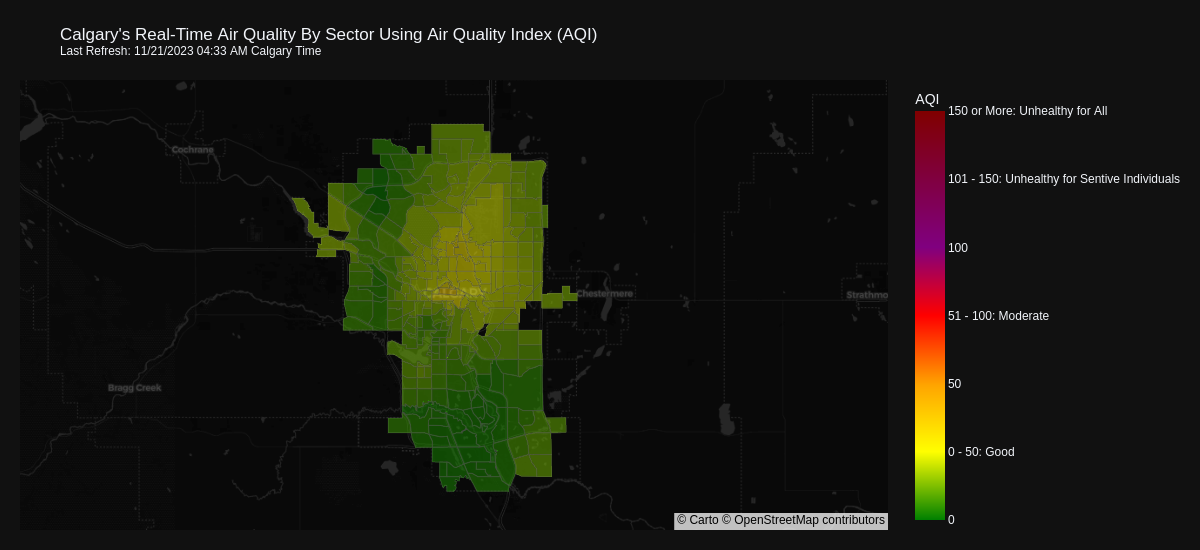 Calgary's Real-Time Air Quality By Sector Using Air Quality Index (AQI)
Last Refresh: 11/21/2023 04:33 AM Calgary Time
AQI
150 or More: Unhealthy for All
Cochrane
101 - 150: Unhealthy for Sentive Individuals
100
Chestermere
Strathmo
51 - 100: Moderate
50
Bragg Creek
0 - 50: Good
0
© Carto © OpenStreetMap contributors